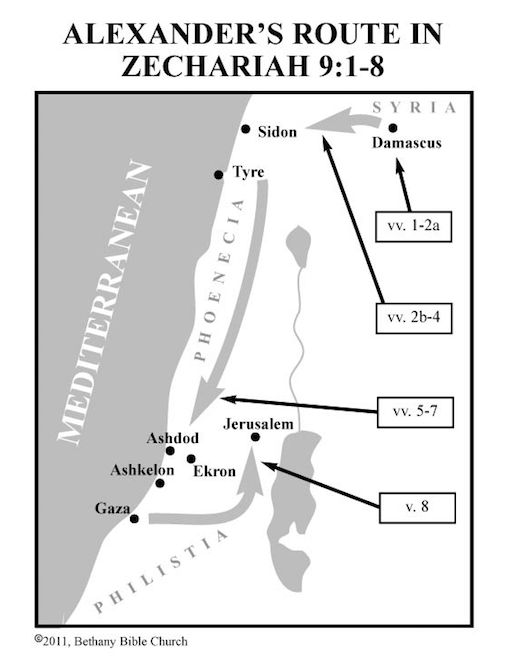 ALEXANDER'S ROUTE IN
ZECHARIAH 9:1-8
SYRIA
Sidon
Damascus
Tyre
MEDITERRANEAN
PHOENECIA
vv. 1-2a
vv. 2b-4
vv. 5-7
Jerusalem
Ashdod
Ashkelon
Ekron
Gaza
v. 8
PHILISTIA
©2011, Bethany Bible Church